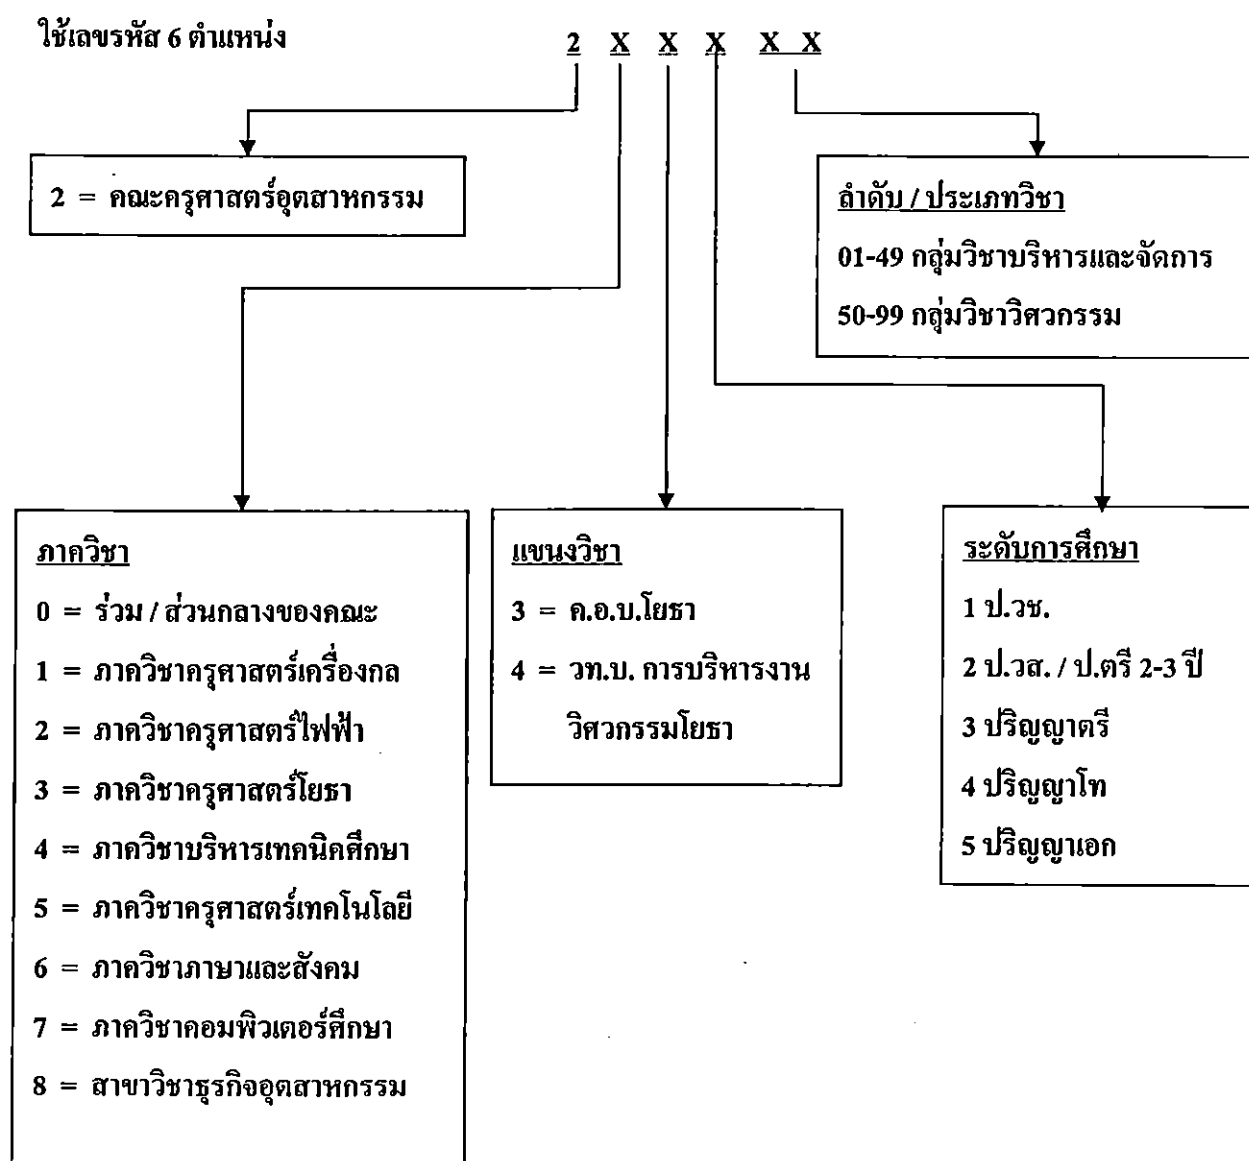 ใช้เลขรหัส 6 ตำแหน่ง
2 X X X X X
2 = คณะครุศาสตร์อุตสาหกรรม
ลำดับ / ประเภทวิชา
01-49 กลุ่มวิชาบริหารและจัดการ
50-99 กลุ่มวิชาวิศวกรรม
ภาควิชา
0 = ร่วม / ส่วนกลางของคณะ
1 = ภาควิชาครุศาสตร์เครื่องกล
2 = ภาควิชาครุศาสตร์ไฟฟ้า
3 = ภาควิชาครุศาสตร์โยธา
4 = ภาควิชาบริหารเทคนิคศึกษา
5 = ภาควิชาครุศาสตร์เทคโนโลยี
6 = ภาควิชาภาษาและสังคม
7 = ภาควิชาคอมพิวเตอร์ศึกษา
8 = สาขาวิชาธุรกิจอุตสาหกรรม
แขนงวิชา
3 = ค.อ.บ.โยธา
4 = วท.บ. การบริหารงาน
วิศวกรรมโยธา
ระดับการศึกษา
1 ป.วช.
2 ป.วส. / ป.ตรี 2-3 ปี
3 ปริญญาตรี
4 ปริญญาโท
5 ปริญญาเอก